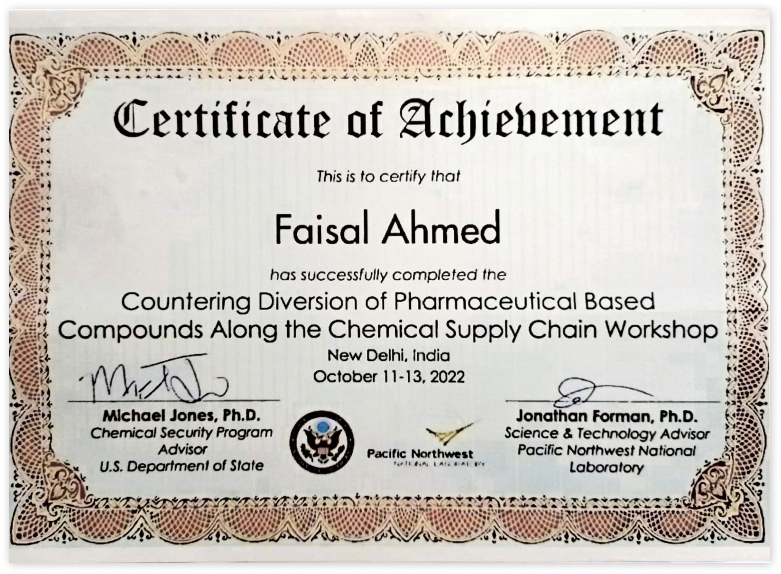 Certificate of Achievement
This is to certify that
Faisal Ahmed
has successfully completed the
Countering Diversion of Pharmaceutical Based
Compounds Along the Chemical Supply Chain Workshop
New Delhi, India
October 11-13, 2022
Michael Jones, Ph.D.
Chemical Security Program
Advisor
U.S. Department of State
Pacific Northwest
NATIONAL LABORATORY
Jonathan Forman, Ph.D.
Science & Technology Advisor
Pacific Northwest National
Laboratory